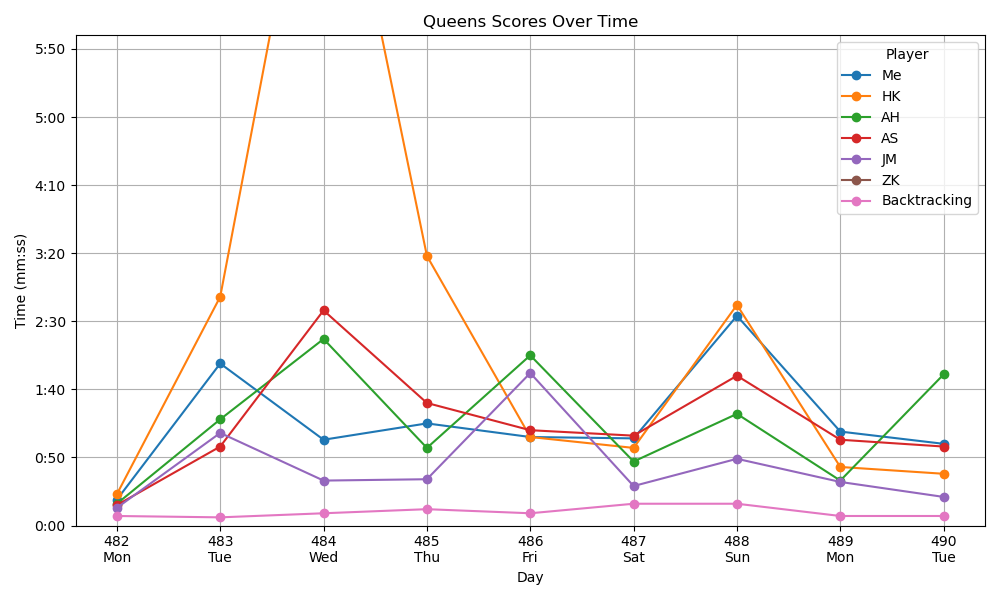 Queens Scores Over Time
Time (mm:ss)
5:50
5:00
4:10
3:20
2:30
1:40
0:50
0:00
Player
Me
HK
AH
AS
JM
ZK
Backtracking
482 483 484 485 486 487 488 489 490
Mon Tue Wed Thu Fri Sat Sun Mon Tue
Day